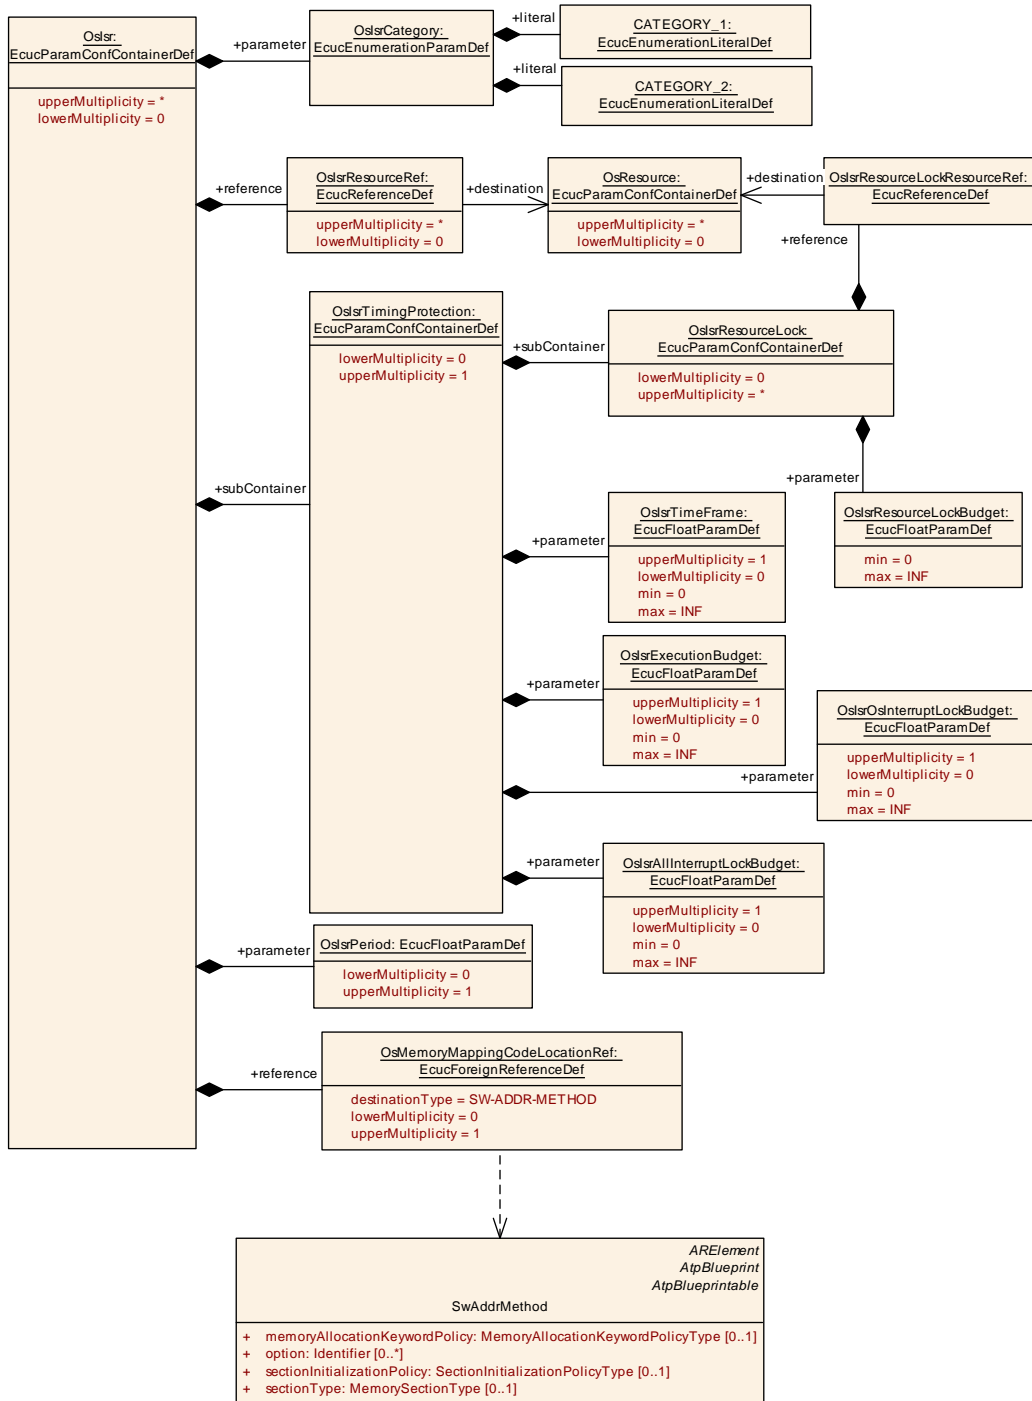 OsIsr:
EcucParamConfContainerDef
upperMultiplicity = *
lowerMultiplicity = 0
+parameter
OsIsrCategory:
EcucEnumerationParamDef
+literal
CATEGORY_1:
EcucEnumerationLiteralDef
+literal
CATEGORY_2:
EcucEnumerationLiteralDef
+reference
OsIsrResourceRef:
EcucReferenceDef
upperMultiplicity = *
lowerMultiplicity = 0
+destination
OsResource:
EcucParamConfContainerDef
upperMultiplicity = *
lowerMultiplicity = 0
+destination
OsIsrResourceLockResourceRef:
EcucReferenceDef
+reference
+subContainer
OsIsrTimingProtection:
EcucParamConfContainerDef
lowerMultiplicity = 0
upperMultiplicity = 1
+subContainer
OsIsrResourceLock:
EcucParamConfContainerDef
lowerMultiplicity = 0
upperMultiplicity = *
+parameter
OsIsrResourceLockBudget:
EcucFloatParamDef
min = 0
max = INF
+parameter
OsIsrTimeFrame:
EcucFloatParamDef
upperMultiplicity = 1
lowerMultiplicity = 0
min = 0
max = INF
+parameter
OsIsrExecutionBudget:
EcucFloatParamDef
upperMultiplicity = 1
lowerMultiplicity = 0
min = 0
max = INF
+parameter
OsIsrOsInterruptLockBudget:
EcucFloatParamDef
upperMultiplicity = 1
lowerMultiplicity = 0
min = 0
max = INF
+parameter
OsIsrAllInterruptLockBudget:
EcucFloatParamDef
upperMultiplicity = 1
lowerMultiplicity = 0
min = 0
max = INF
+parameter
OsIsrPeriod: EcucFloatParamDef
lowerMultiplicity = 0
upperMultiplicity = 1
+reference
OsMemoryMappingCodeLocationRef:
EcucForeignReferenceDef
destinationType = SW-ADDR-METHOD
lowerMultiplicity = 0
upperMultiplicity = 1
ARElement
AtpBlueprint
AtpBlueprintable
SwAddrMethod
+ memoryAllocationKeywordPolicy: MemoryAllocationKeywordPolicyType [0..1]
+ option: Identifier [0..*]
+ sectionInitializationPolicy: SectionInitializationPolicyType [0..1]
+ sectionType: MemorySectionType [0..1]